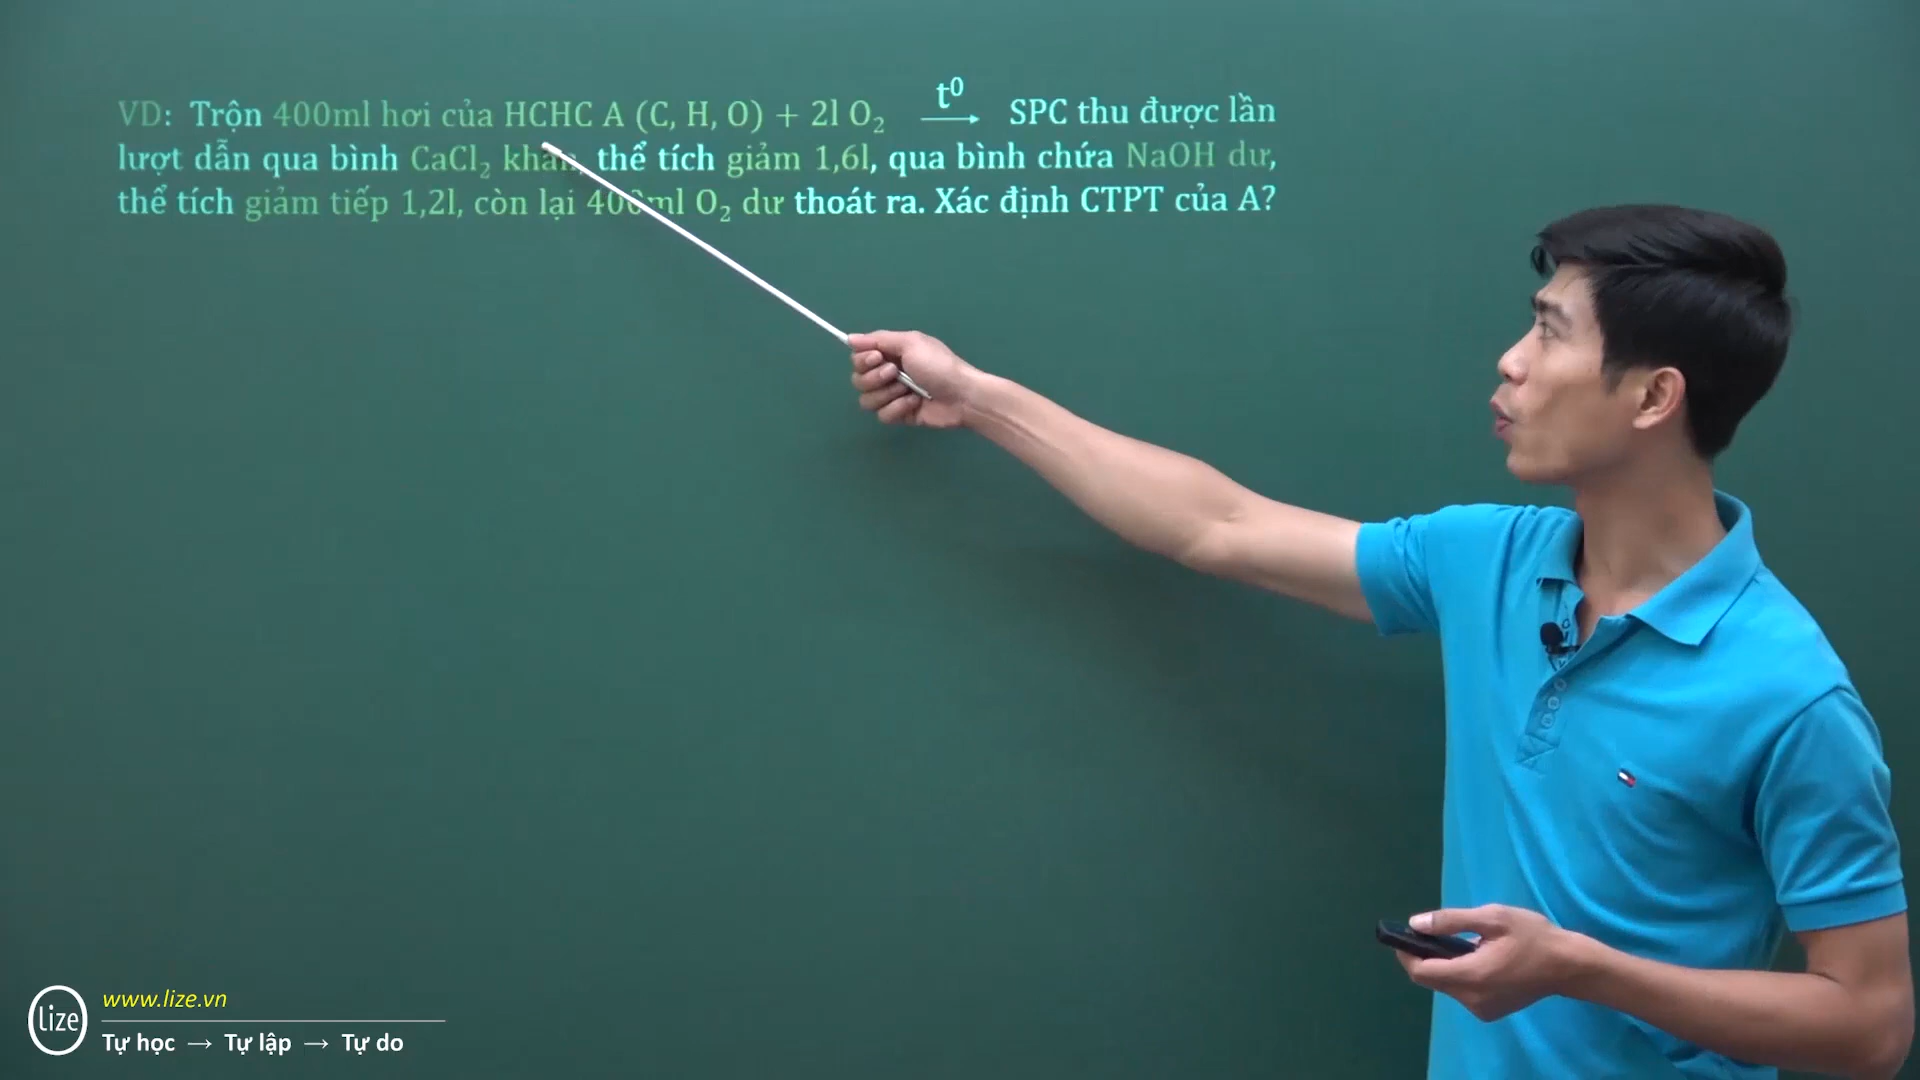 VD: Trộn 400ml hơi của HCHC A (C, H, O) + 2l O₂ t⁰ → SPC thu được lần
lượt dẫn qua bình CaCl₂ khan, thể tích giảm 1,6l, qua bình chứa NaOH dư,
thể tích giảm tiếp 1,2l, còn lại 400ml O₂ dư thoát ra. Xác định CTPT của A?
lize
www.lize.vn
Tự học → Tự lập → Tự do